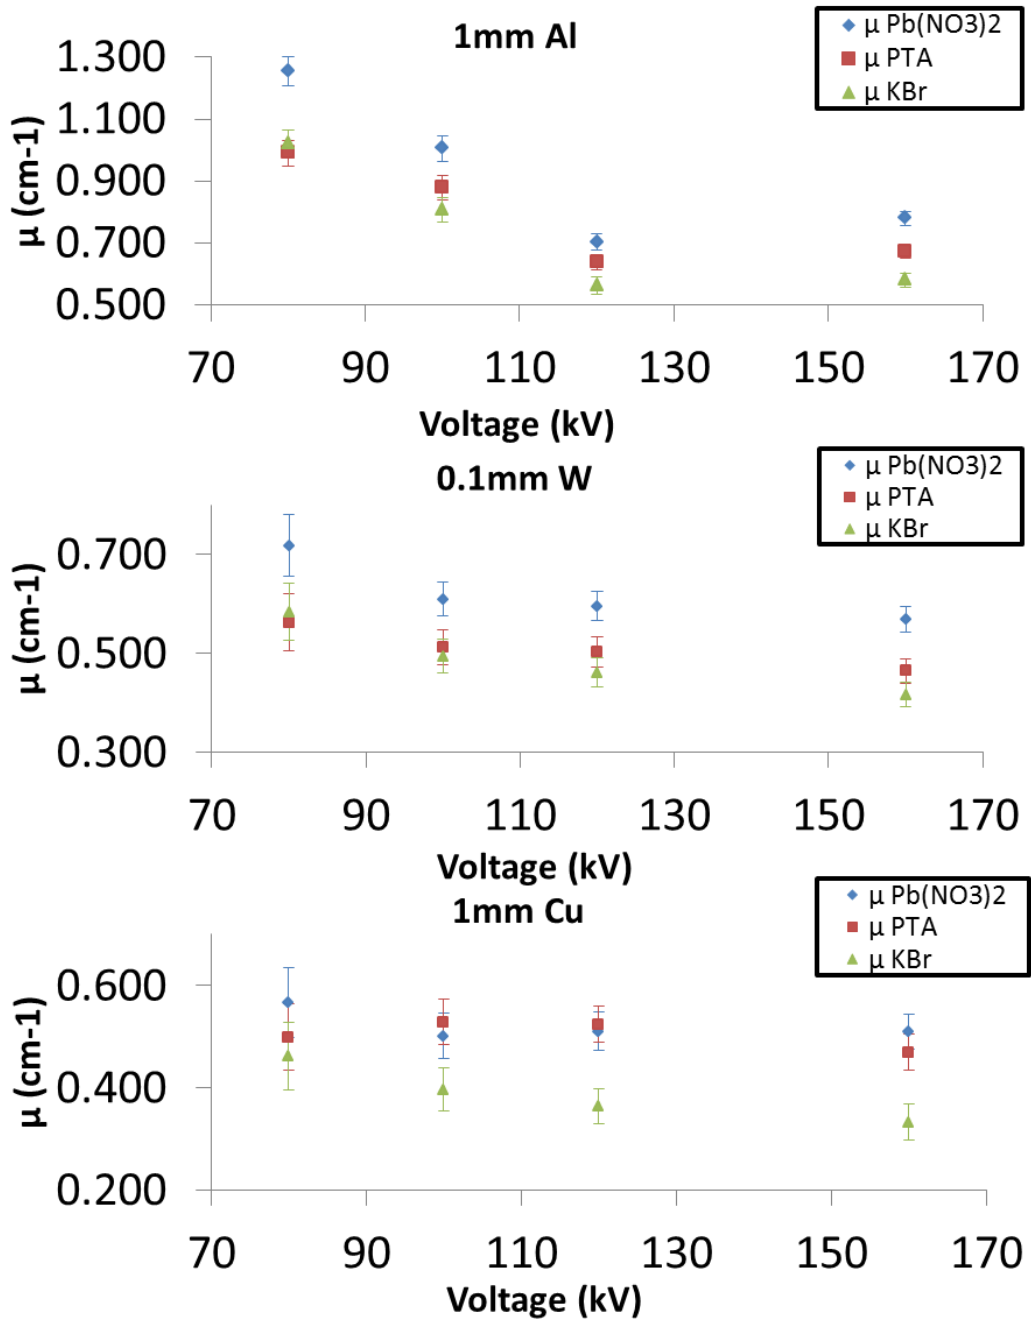 1mm Al
μ Pb(NO3)2
μ PTA
μ KBr
μ (cm-1)
1.300
1.100
0.900
0.700
0.500
70 90 110 130 150 170
Voltage (kV)
0.1mm W
μ Pb(NO3)2
μ PTA
μ KBr
μ (cm-1)
0.700
0.500
0.300
70 90 110 130 150 170
Voltage (kV)
1mm Cu
μ Pb(NO3)2
μ PTA
μ KBr
μ (cm-1)
0.600
0.400
0.200
70 90 110 130 150 170
Voltage (kV)